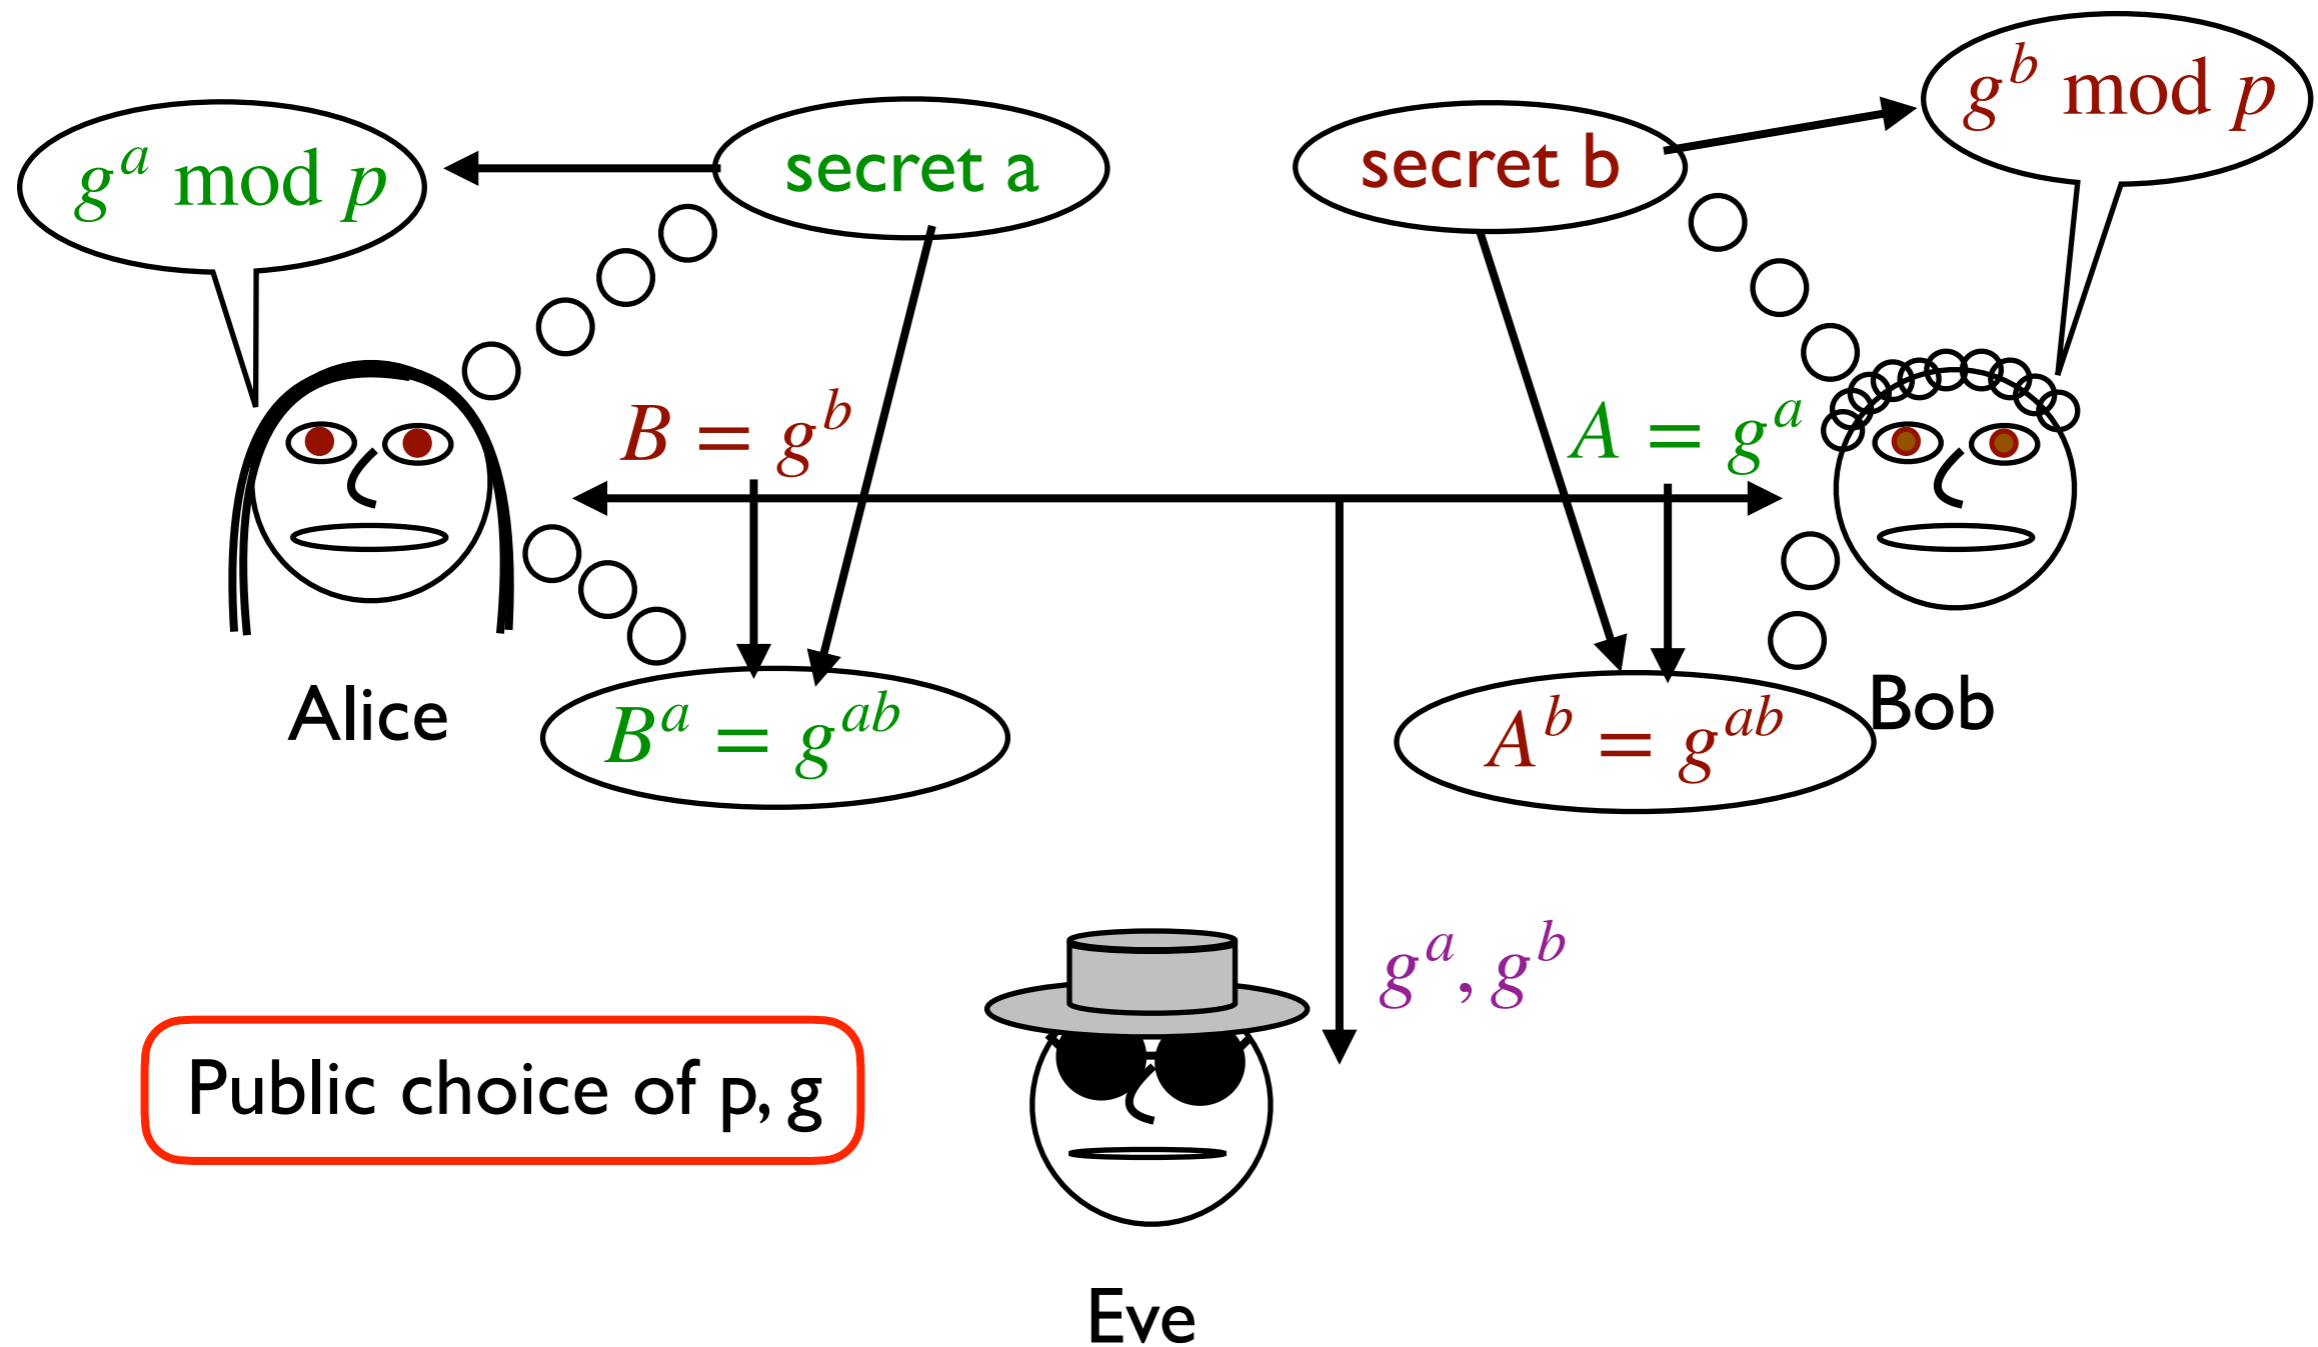 g^b mod p
g^a mod p
secret a
secret b
B = g^b
A = g^a
Alice
Bob
B^a = g^{ab}
A^b = g^{ab}
g^a, g^b
Public choice of p, g
Eve